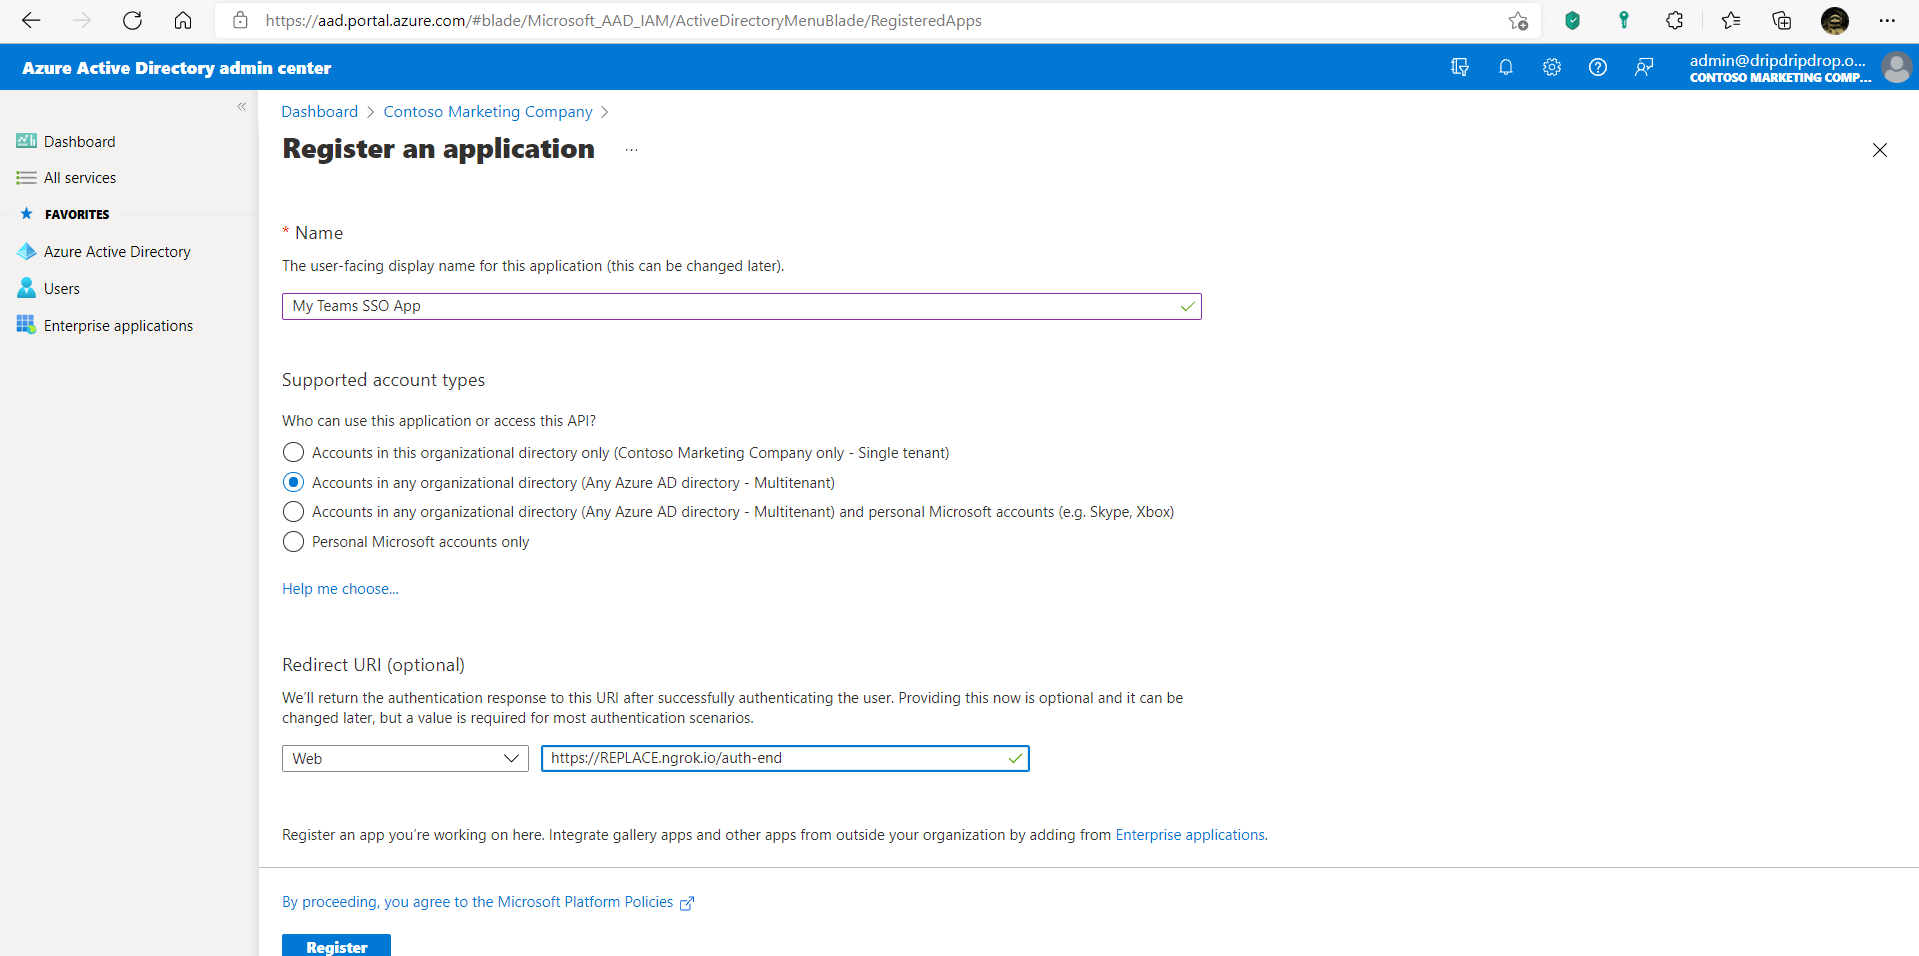 https://aad.portal.azure.com/#blade/Microsoft_AAD_IAM/ActiveDirectoryMenuBlade/RegisteredApps
Azure Active Directory admin center
admin@dripdripdrop.o...
CONTOSO MARKETING COMP...
Dashboard
All services
FAVORITES
Azure Active Directory
Users
Enterprise applications
Dashboard > Contoso Marketing Company >
Register an application ...
* Name
The user-facing display name for this application (this can be changed later).
My Teams SSO App
Supported account types
Who can use this application or access this API?
Accounts in this organizational directory only (Contoso Marketing Company only - Single tenant)
Accounts in any organizational directory (Any Azure AD directory - Multitenant)
Accounts in any organizational directory (Any Azure AD directory - Multitenant) and personal Microsoft accounts (e.g. Skype, Xbox)
Personal Microsoft accounts only
Help me choose...
Redirect URI (optional)
We'll return the authentication response to this URI after successfully authenticating the user. Providing this now is optional and it can be
changed later, but a value is required for most authentication scenarios.
Web
https://REPLACE.ngrok.io/auth-end
Register an app you're working on here. Integrate gallery apps and other apps from outside your organization by adding from Enterprise applications.
By proceeding, you agree to the Microsoft Platform Policies
Register